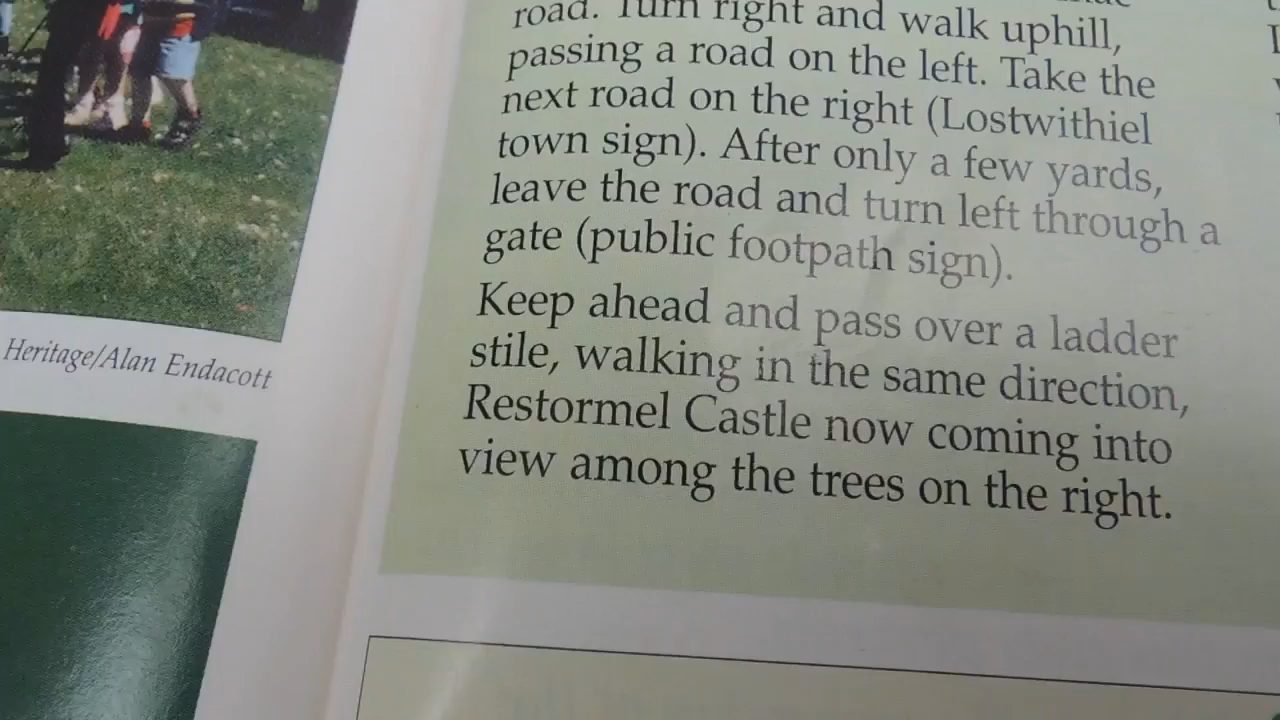 road. Turn right and walk uphill,
passing a road on the left. Take the
next road on the right (Lostwithiel
town sign). After only a few yards,
leave the road and turn left through a
gate (public footpath sign).
Keep ahead and pass over a ladder
stile, walking in the same direction,
Restormel Castle now coming into
view among the trees on the right.
Heritage/Alan Endacott